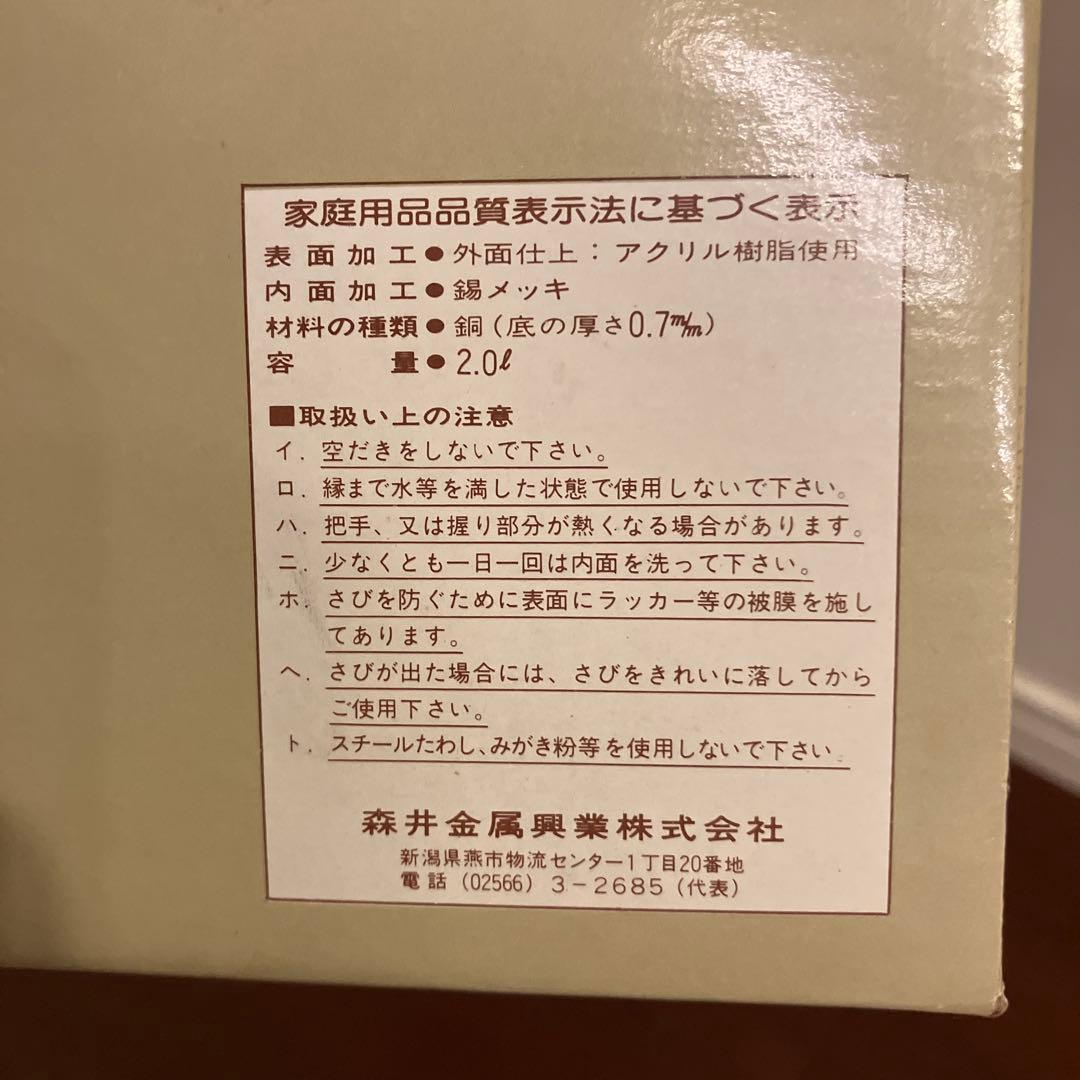 家庭用品品質表示法に基づく表示
表面加工●外面仕上：アクリル樹脂使用
内面加工●錫メッキ
材料の種類●銅（底の厚さ0.7m/m）
容量●2.0ℓ
■取扱い上の注意
イ．空だきをしないで下さい。
ロ．縁まで水等を満した状態で使用しないで下さい。
ハ．把手、又は握り部分が熱くなる場合があります。
ニ．少なくとも一日一回は内面を洗って下さい。
ホ．さびを防ぐために表面にラッカー等の被膜を施し
てあります。
ヘ．さびが出た場合には、さびをきれいに落してから
ご使用下さい。
ト．スチールたわし、みがき粉等を使用しないで下さい。
森井金属興業株式会社
新潟県燕市物流センター1丁目20番地
電話（02566）3－2685（代表）